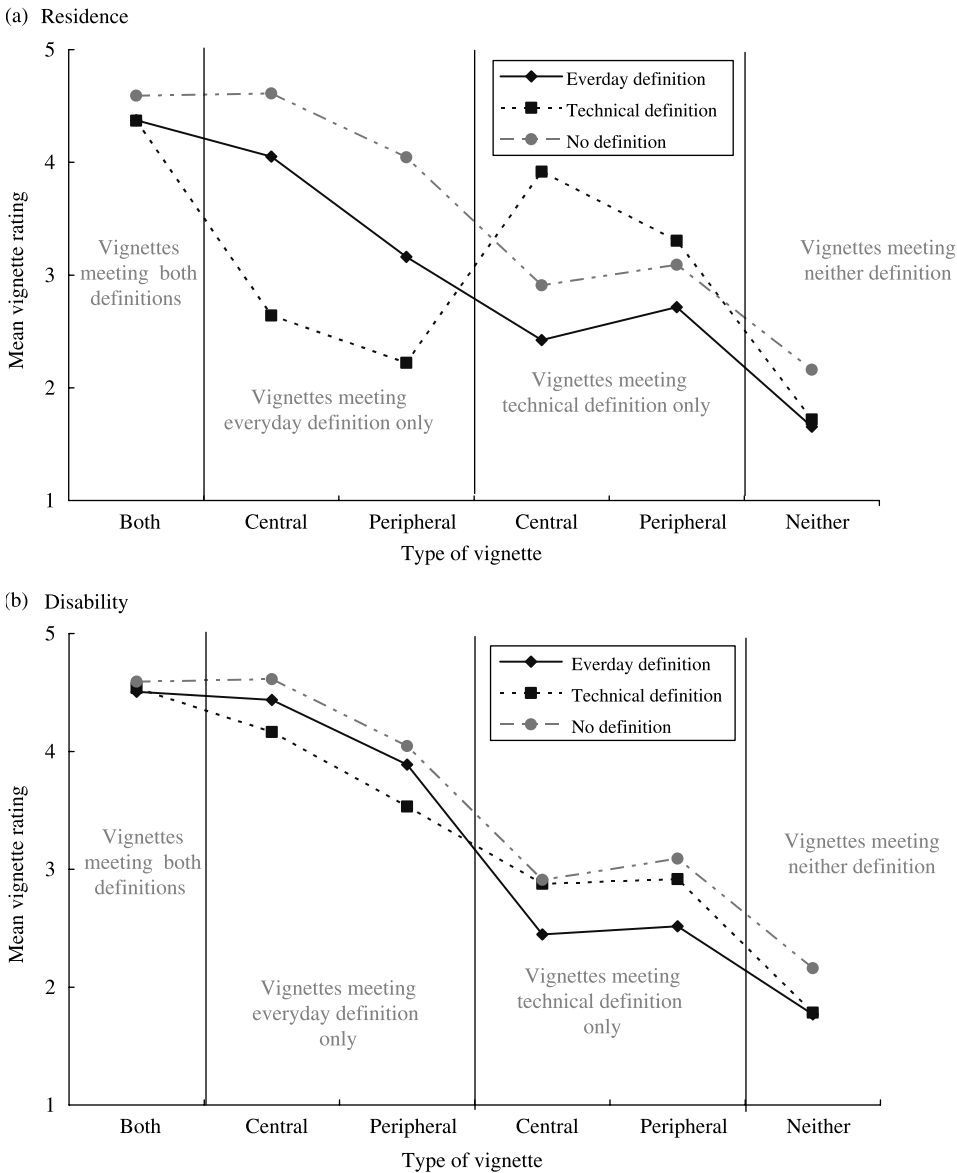 (a) Residence
5
4
3
2
1
Mean vignette rating
Everday definition
Technical definition
No definition
Vignettes
meeting both
definitions
Vignettes meeting
everyday definition only
Vignettes meeting
technical definition only
Vignettes meeting
neither definition
Both Central Peripheral Central Peripheral Neither
Type of vignette
(b) Disability
5
4
3
2
1
Mean vignette rating
Everday definition
Technical definition
No definition
Vignettes
meeting both
definitions
Vignettes meeting
everyday definition
only
Vignettes meeting
technical definition
only
Vignettes meeting
neither definition
Both Central Peripheral Central Peripheral Neither
Type of vignette